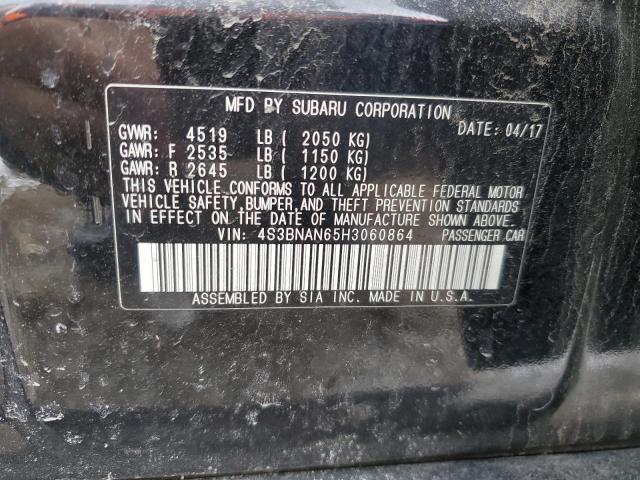 MFD BY SUBARU CORPORATION
DATE: 04/17
GVWR: 4519 LB ( 2050 KG)
GAWR: F 2535 LB ( 1150 KG)
GAWR: R 2645 LB ( 1200 KG)
THIS VEHICLE CONFORMS TO ALL APPLICABLE FEDERAL MOTOR
VEHICLE SAFETY, BUMPER, AND THEFT PREVENTION STANDARDS
IN EFFECT ON THE DATE OF MANUFACTURE SHOWN ABOVE.
VIN: 4S3BNAN65H3060864 PASSENGER CAR
ASSEMBLED BY SIA INC. MADE IN U.S.A.